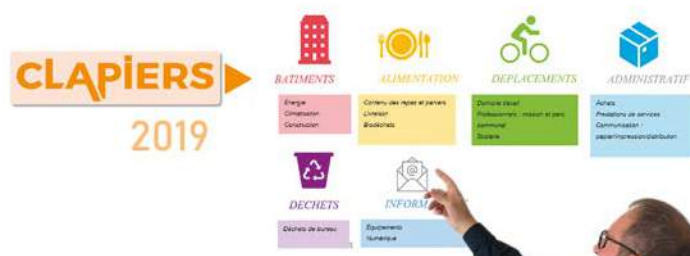 CLAPiERS
2019
BATIMENTS
Energie
Climatisation
Construction
ALIMENTATION
Contenu des repas et paniers
Livraison
Biodéchets
DEPLACEMENTS
Domicile travail
Professionnels : mission et parc
communal
Scolaire
ADMINISTRATIF
Achats
Prestations de services
Communication :
papier/impression/distribution
DECHETS
Déchets de bureau
INFORM
Equipements
Numérique